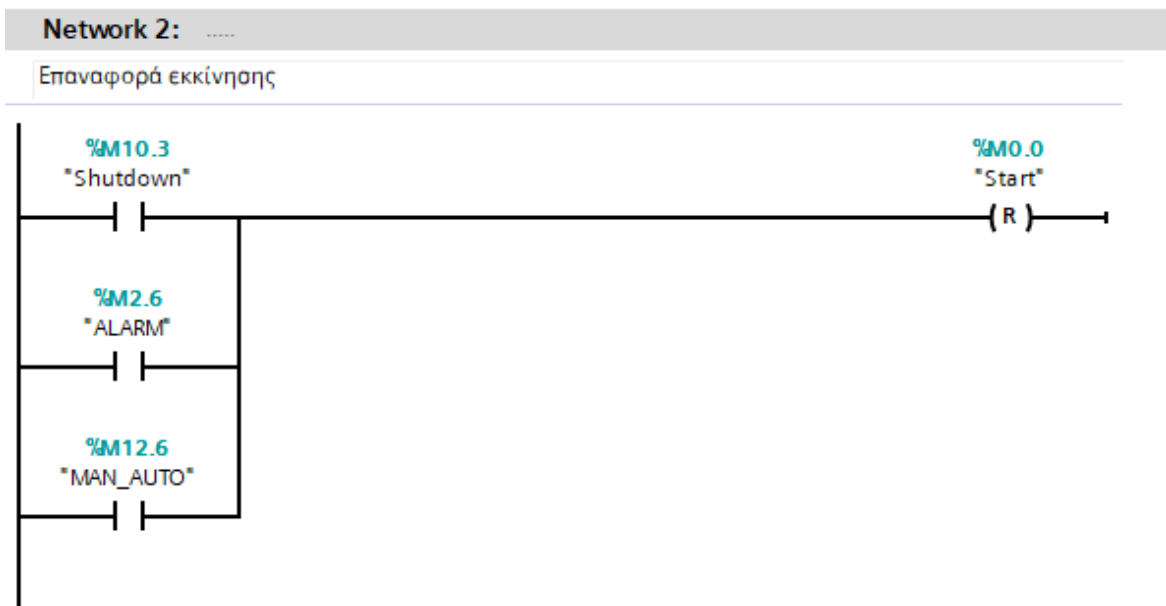 Network 2: .....
Επαναφορά εκκίνησης
%M10.3
"Shutdown"
%M0.0
"Start"
( R )
%M2.6
"ALARM"
%M12.6
"MAN_AUTO"